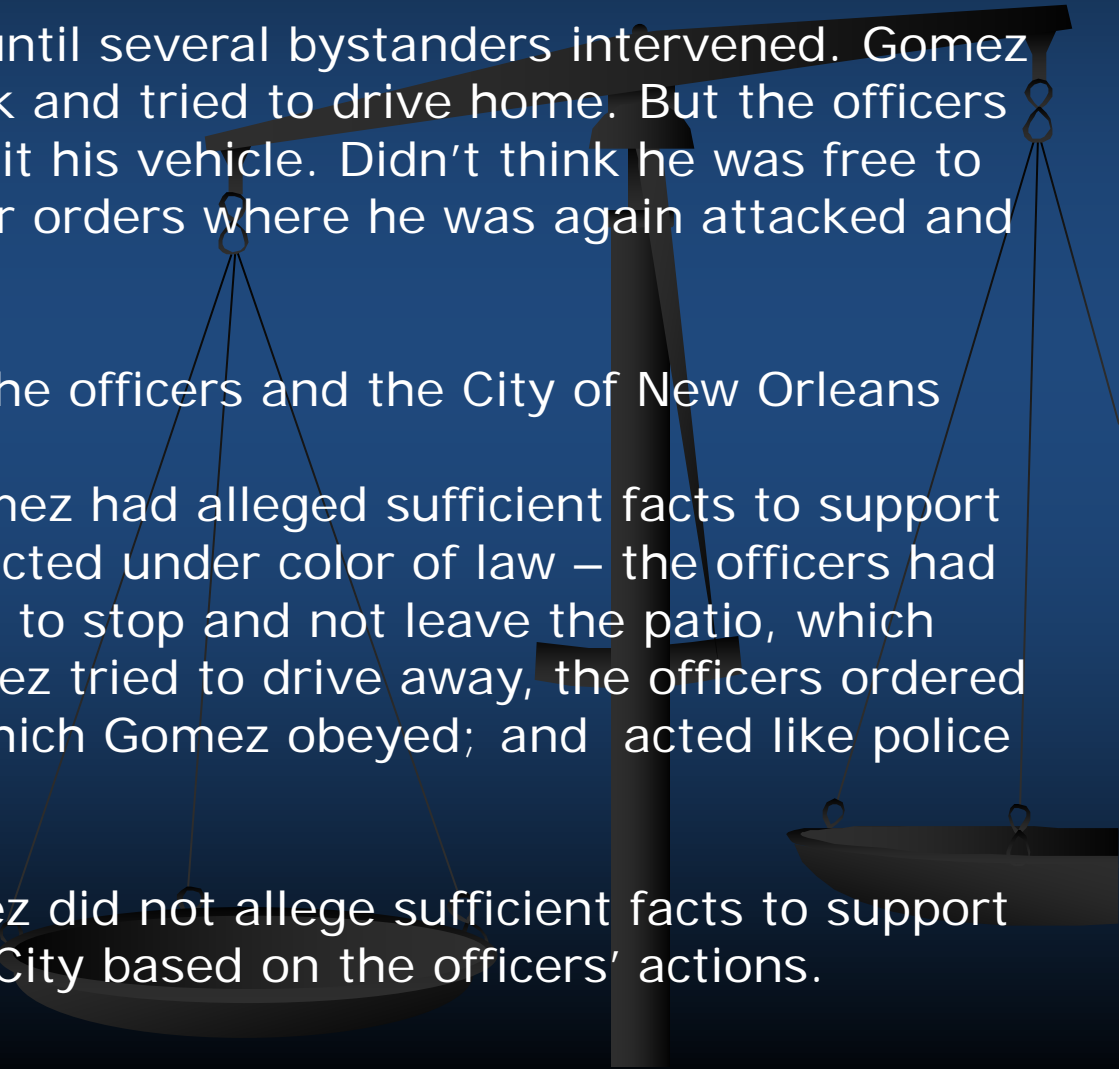 until several bystanders intervened. Gomez
k and tried to drive home. But the officers
it his vehicle. Didn’t think he was free to
r orders where he was again attacked and
he officers and the City of New Orleans
mez had alleged sufficient facts to support
cted under color of law – the officers had
to stop and not leave the patio, which
ez tried to drive away, the officers ordered
hich Gomez obeyed; and acted like police
ez did not allege sufficient facts to support
City based on the officers’ actions.